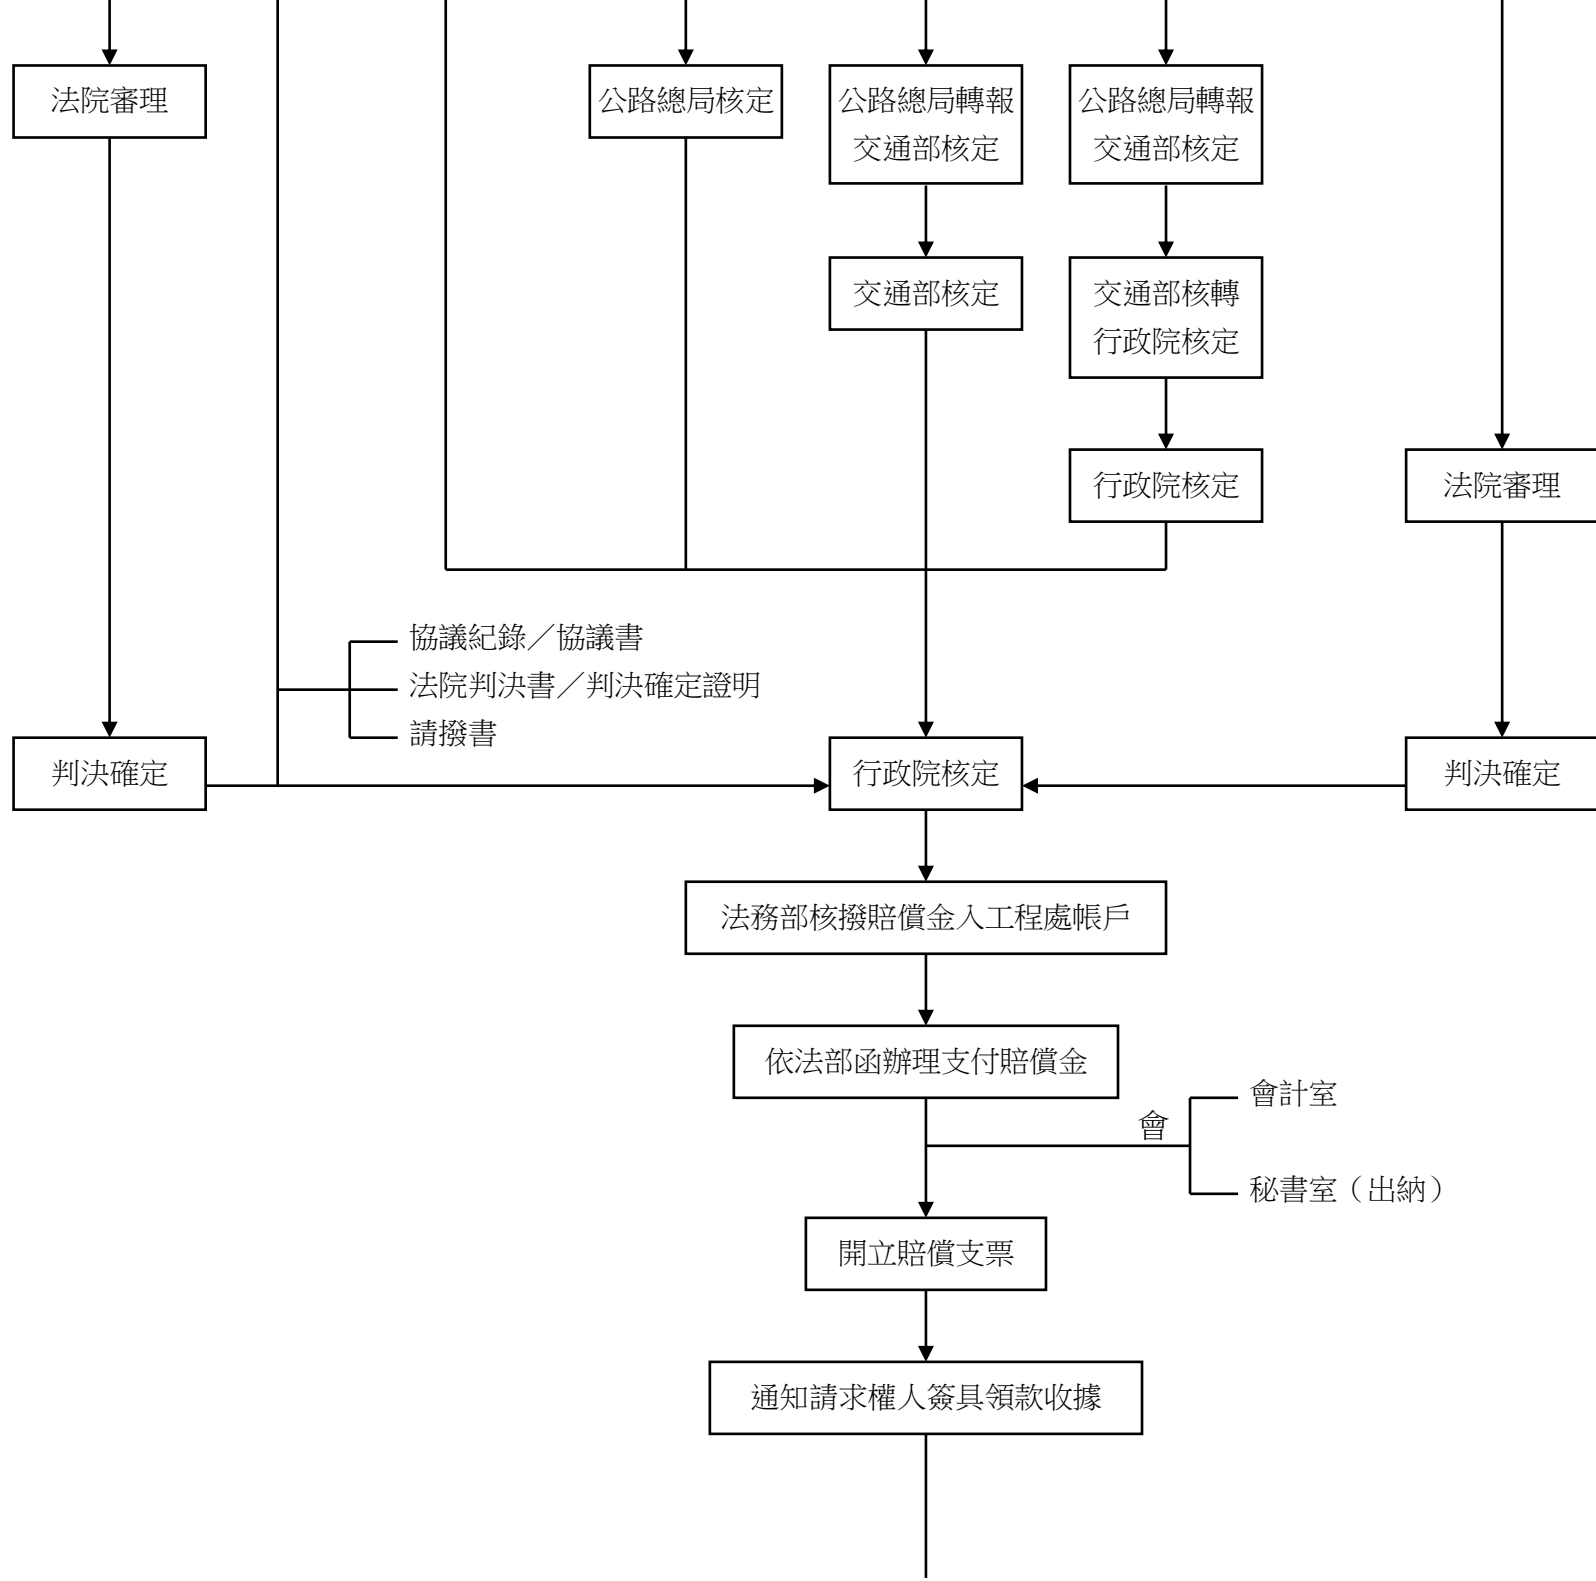 法院審理
公路總局核定
公路總局轉報
交通部核定
公路總局轉報
交通部核定
交通部核定
交通部核轉
行政院核定
行政院核定
法院審理
協議紀錄／協議書
法院判決書／判決確定證明
請撥書
判決確定
行政院核定
判決確定
法務部核撥賠償金入工程處帳戶
依法部函辦理支付賠償金
會
會計室
秘書室（出納）
開立賠償支票
通知請求權人簽具領款收據